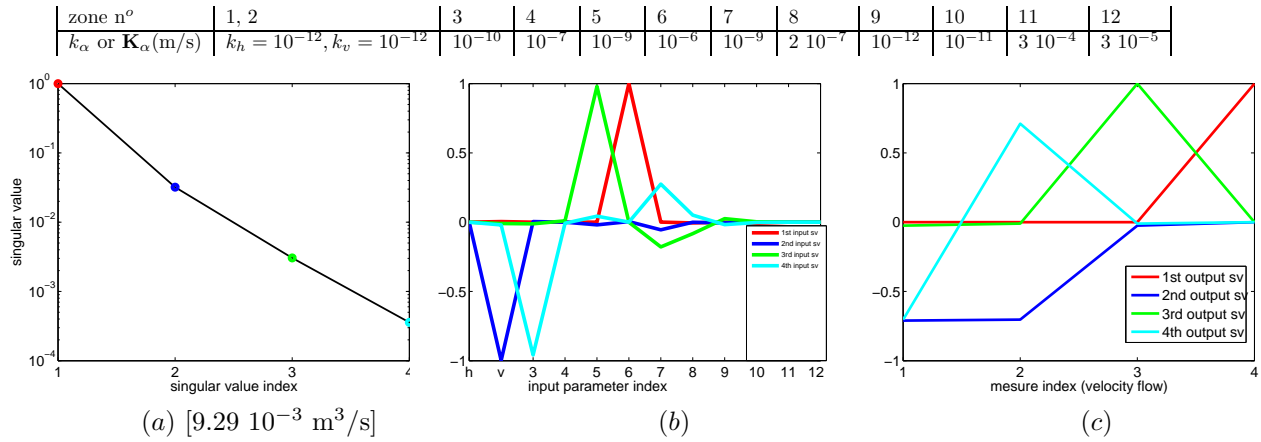 zone nᵒ 1, 2 3 4 5 6 7 8 9 10 11 12
k_α or K_α(m/s) k_h = 10⁻¹², k_v = 10⁻¹² 10⁻¹⁰ 10⁻⁷ 10⁻⁹ 10⁻⁶ 10⁻⁹ 2 10⁻⁷ 10⁻¹² 10⁻¹¹ 3 10⁻⁴ 3 10⁻⁵
10⁰
10⁻¹
10⁻²
10⁻³
10⁻⁴
singular value
1 2 3 4
singular value index
(a) [9.29 10⁻³ m³/s]
1
0.5
0
−0.5
−1
1st input sv
2nd input sv
3rd input sv
4th input sv
h v 3 4 5 6 7 8 9 10 11 12
input parameter index
(b)
1
0.5
0
−0.5
−1
1st output sv
2nd output sv
3rd output sv
4th output sv
1 2 3 4
mesure index (velocity flow)
(c)